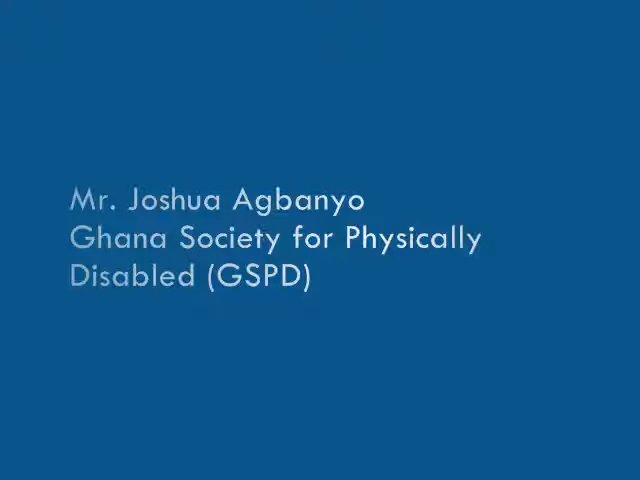 Mr. Joshua Agbanyo
Ghana Society for Physically
Disabled (GSPD)